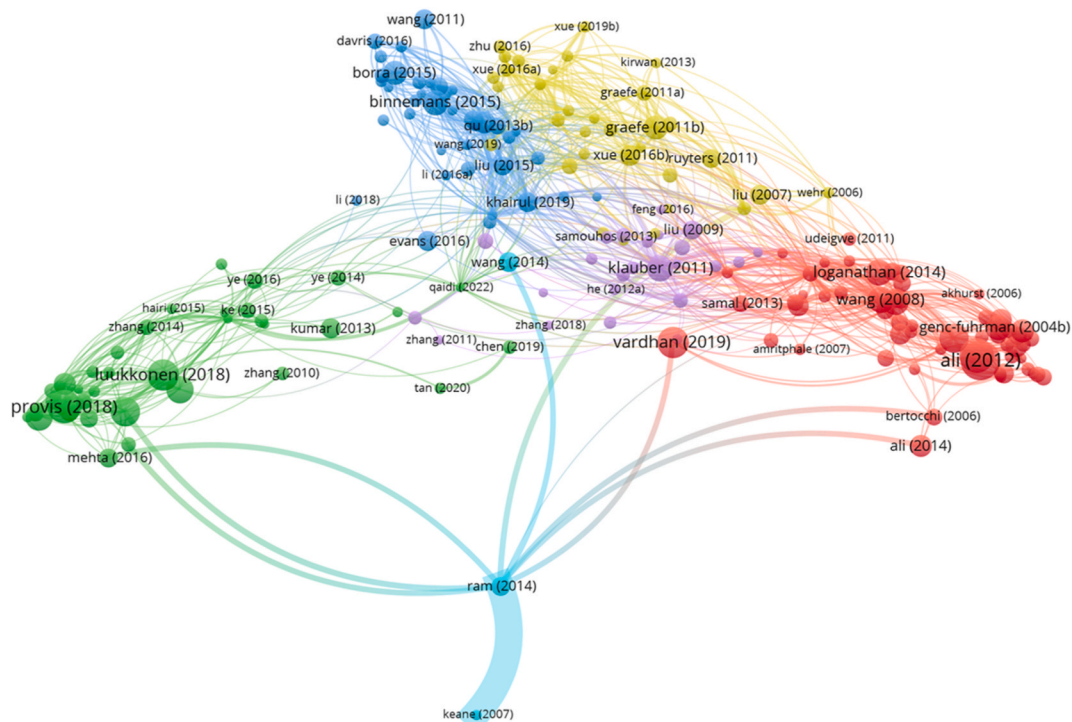 wang (2011)
xue (2019b)
davris (2016)
zhu (2016)
kirwan (2013)
borra (2015)
xue (2016a)
graefe (2011a)
binnemans (2015)
qu (2013b)
graefe (2011b)
wang (2019)
liu (2015)
xue (2016b)
ruyters (2011)
li (2016a)
liu (2007)
wehr (2006)
li (2018)
khairul (2019)
feng (2016)
evans (2016)
samouhos (2013)
liu (2009)
udeigwe (2011)
wang (2014)
klauber (2011)
loganathan (2014)
ye (2016)
ye (2014)
qaidi (2022)
he (2012a)
samal (2013)
wang (2008)
akhurst (2006)
hairi (2015)
ke (2015)
zhang (2014)
kumar (2013)
zhang (2011)
zhang (2018)
genc-fuhrman (2004b)
chen (2019)
vardhan (2019)
amritphale (2007)
ali (2012)
luukkonen (2018)
zhang (2010)
tan (2020)
provis (2018)
bertocchi (2006)
mehta (2016)
ali (2014)
ram (2014)
keane (2007)